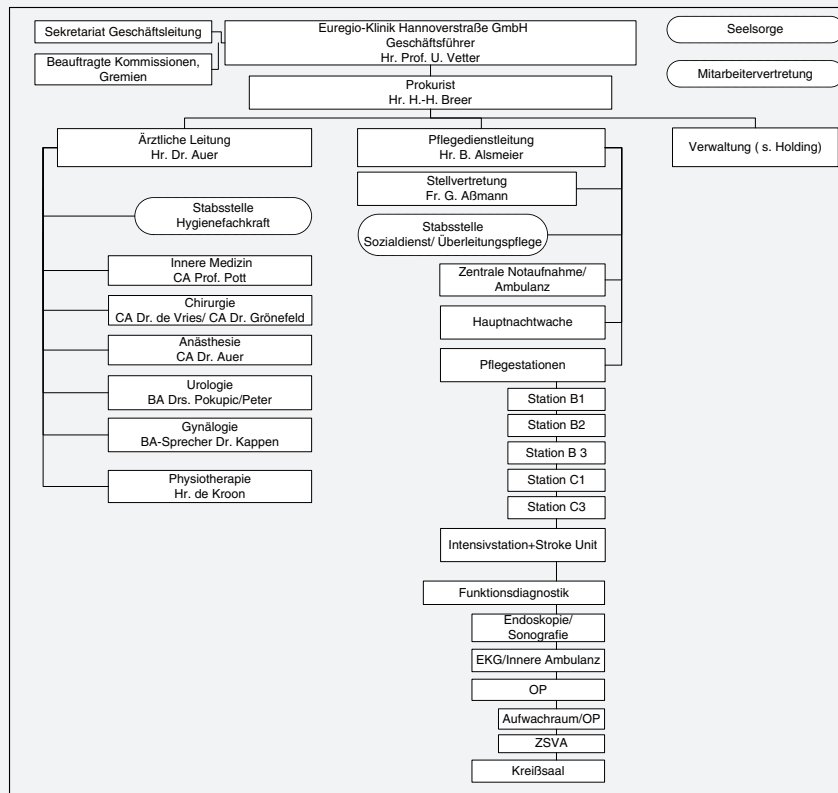 Sekretariat Geschäftsleitung
Beauftragte Kommissionen,
Gremien
Euregio-Klinik Hannoverstraße GmbH
Geschäftsführer
Hr. Prof. U. Vetter
Seelsorge
Mitarbeitervertretung
Prokurist
Hr. H.-H. Breer
Ärztliche Leitung
Hr. Dr. Auer
Pflegedienstleitung
Hr. B. Alsmeier
Verwaltung ( s. Holding)
Stellvertretung
Fr. G. Aßmann
Stabsstelle
Hygienefachkraft
Stabsstelle
Sozialdienst/ Überleitungspflege
Innere Medizin
CA Prof. Pott
Chirurgie
CA Dr. de Vries/ CA Dr. Grönefeld
Anästhesie
CA Dr. Auer
Urologie
BA Drs. Pokupic/Peter
Gynälogie
BA-Sprecher Dr. Kappen
Physiotherapie
Hr. de Kroon
Zentrale Notaufnahme/
Ambulanz
Hauptnachtwache
Pflegestationen
Station B1
Station B2
Station B 3
Station C1
Station C3
Intensivstation+Stroke Unit
Funktionsdiagnostik
Endoskopie/
Sonografie
EKG/Innere Ambulanz
OP
Aufwachraum/OP
ZSVA
Kreißsaal